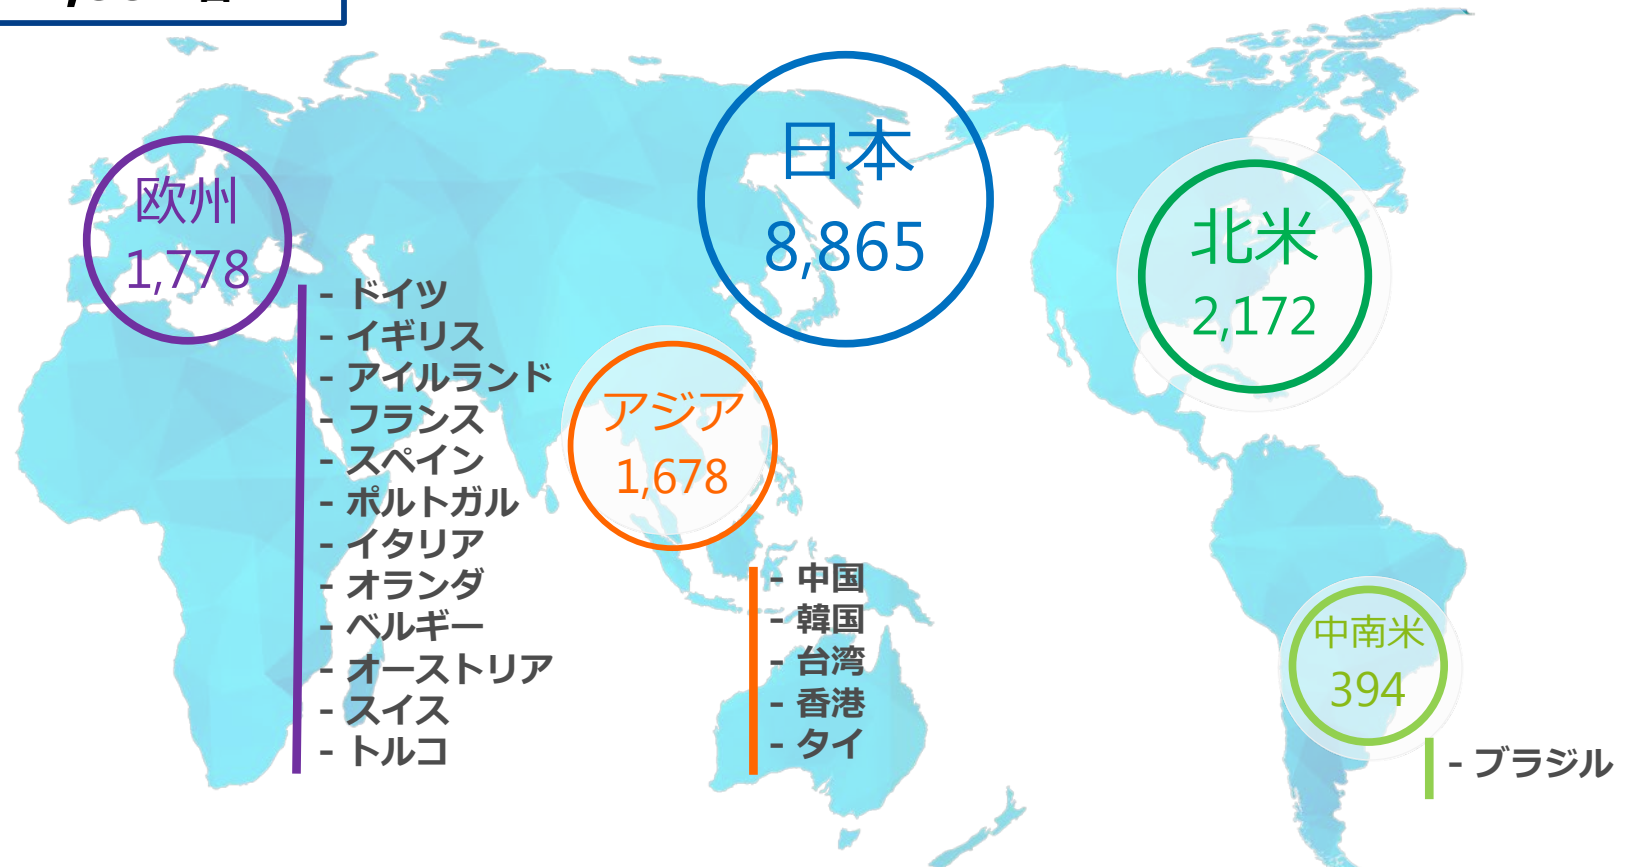 欧州
1,778
- ドイツ
- イギリス
- アイルランド
- フランス
- スペイン
- ポルトガル
- イタリア
- オランダ
- ベルギー
- オーストリア
- スイス
- トルコ
アジア
1,678
- 中国
- 韓国
- 台湾
- 香港
- タイ
日本
8,865
北米
2,172
中南米
394
- ブラジル